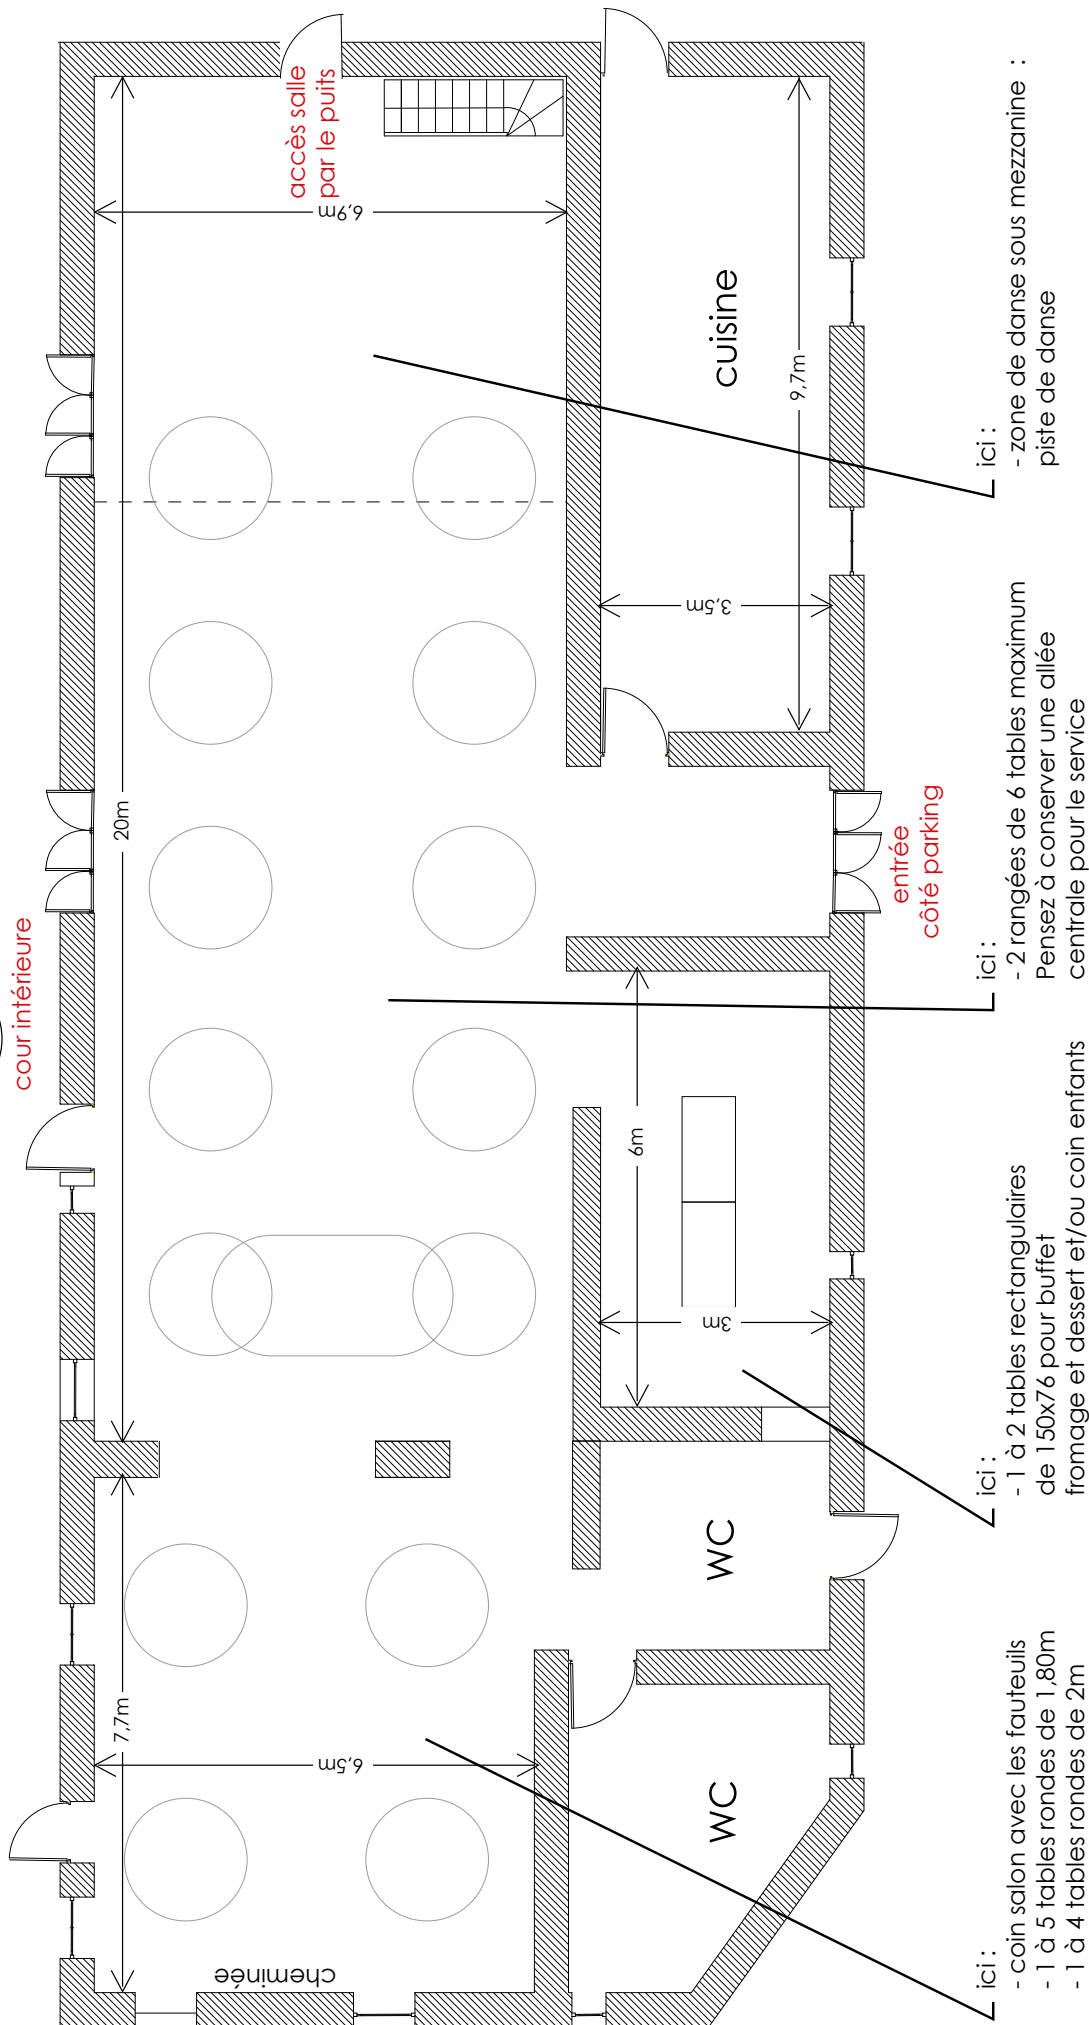 cour intérieure
accès salle
par le puits
6,9m
20m
cuisine
9,7m
3,5m
entrée
côté parking
6m
3m
7,7m
6,5m
cheminée
WC
WC
ici :
- coin salon avec les fauteuils
- 1 à 5 tables rondes de 1,80m
- 1 à 4 tables rondes de 2m
ici :
- 1 à 2 tables rectangulaires
de 150x76 pour buffet
fromage et dessert et/ou coin enfants
ici :
- 2 rangées de 6 tables maximum
Pensez à conserver une allée
centrale pour le service
ici :
- zone de danse sous mezzanine :
piste de danse